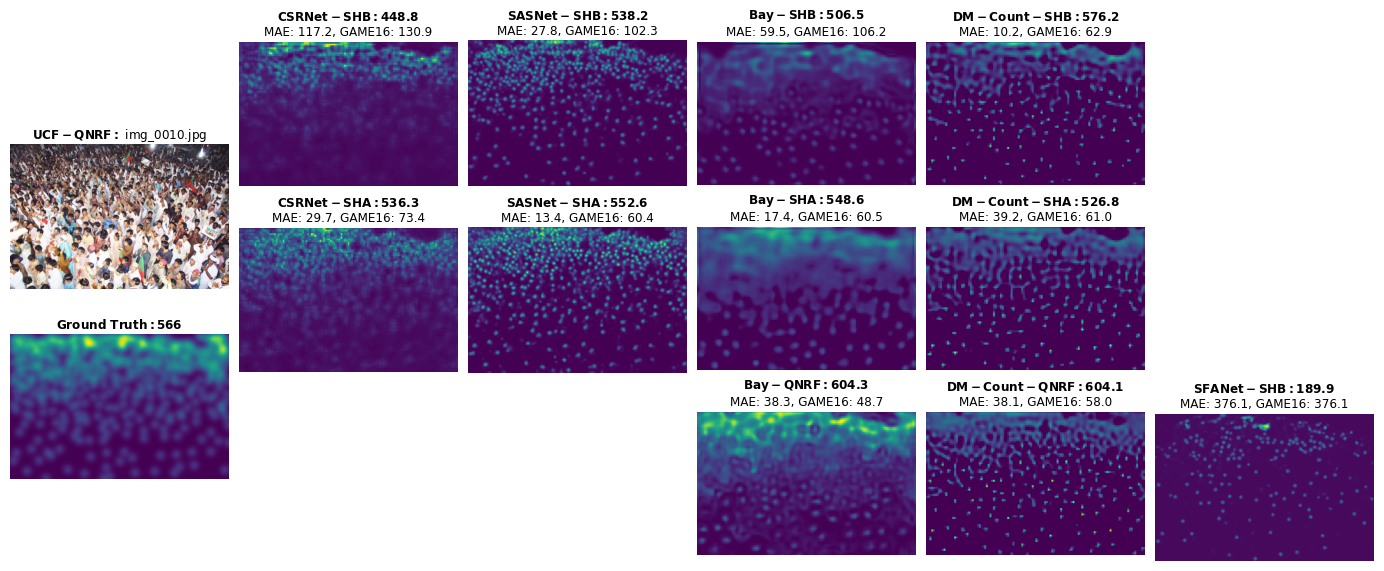 UCF − QNRF : img_0010.jpg
Ground Truth : 566
CSRNet − SHB : 448.8
MAE: 117.2, GAME16: 130.9
SASNet − SHB : 538.2
MAE: 27.8, GAME16: 102.3
Bay − SHB : 506.5
MAE: 59.5, GAME16: 106.2
DM − Count − SHB : 576.2
MAE: 10.2, GAME16: 62.9
CSRNet − SHA : 536.3
MAE: 29.7, GAME16: 73.4
SASNet − SHA : 552.6
MAE: 13.4, GAME16: 60.4
Bay − SHA : 548.6
MAE: 17.4, GAME16: 60.5
DM − Count − SHA : 526.8
MAE: 39.2, GAME16: 61.0
Bay − QNRF : 604.3
MAE: 38.3, GAME16: 48.7
DM − Count − QNRF : 604.1
MAE: 38.1, GAME16: 58.0
SFANet − SHB : 189.9
MAE: 376.1, GAME16: 376.1